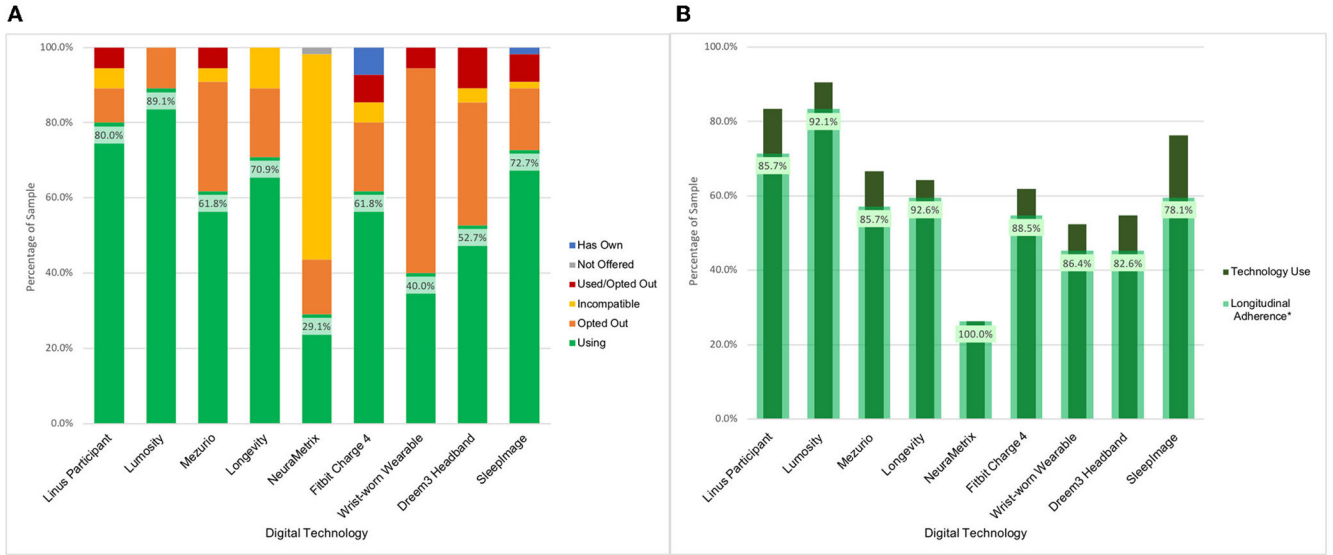 A
100.0%
80.0%
60.0%
40.0%
20.0%
0.0%
Percentage of Sample
80.0%
89.1%
61.8%
70.9%
29.1%
61.8%
40.0%
52.7%
72.7%
Linus Participant
Lumosity
Mezurio
Longevity
NeuraMetrix
Fitbit Charge 4
Wrist-worn Wearable
Dreem3 Headband
SleepImage
Digital Technology
Has Own
Not Offered
Used/Opted Out
Incompatible
Opted Out
Using
B
100.0%
80.0%
60.0%
40.0%
20.0%
0.0%
Percentage of Sample
85.7%
92.1%
85.7%
92.6%
100.0%
88.5%
86.4%
82.6%
78.1%
Linus Participant
Lumosity
Mezurio
Longevity
NeuraMetrix
Fitbit Charge 4
Wrist-worn Wearable
Dreem3 Headband
SleepImage
Digital Technology
Technology Use
Longitudinal
Adherence*